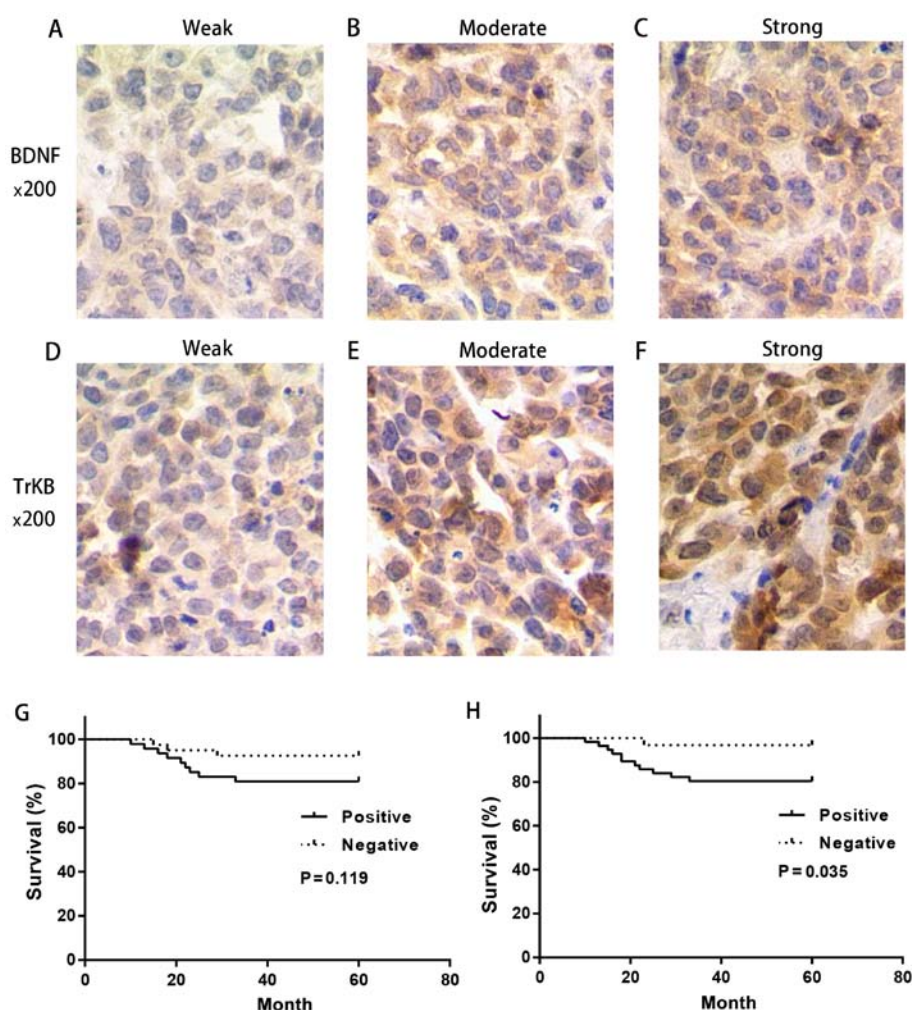 A Weak B Moderate C Strong
BDNF
×200
D Weak E Moderate F Strong
TrKB
×200
G
100
80
60
40
20
0
Survival (%)
Positive
Negative
P=0.119
0 20 40 60 80
Month
H
100
80
60
40
20
0
Survival (%)
Positive
Negative
P=0.035
0 20 40 60 80
Month